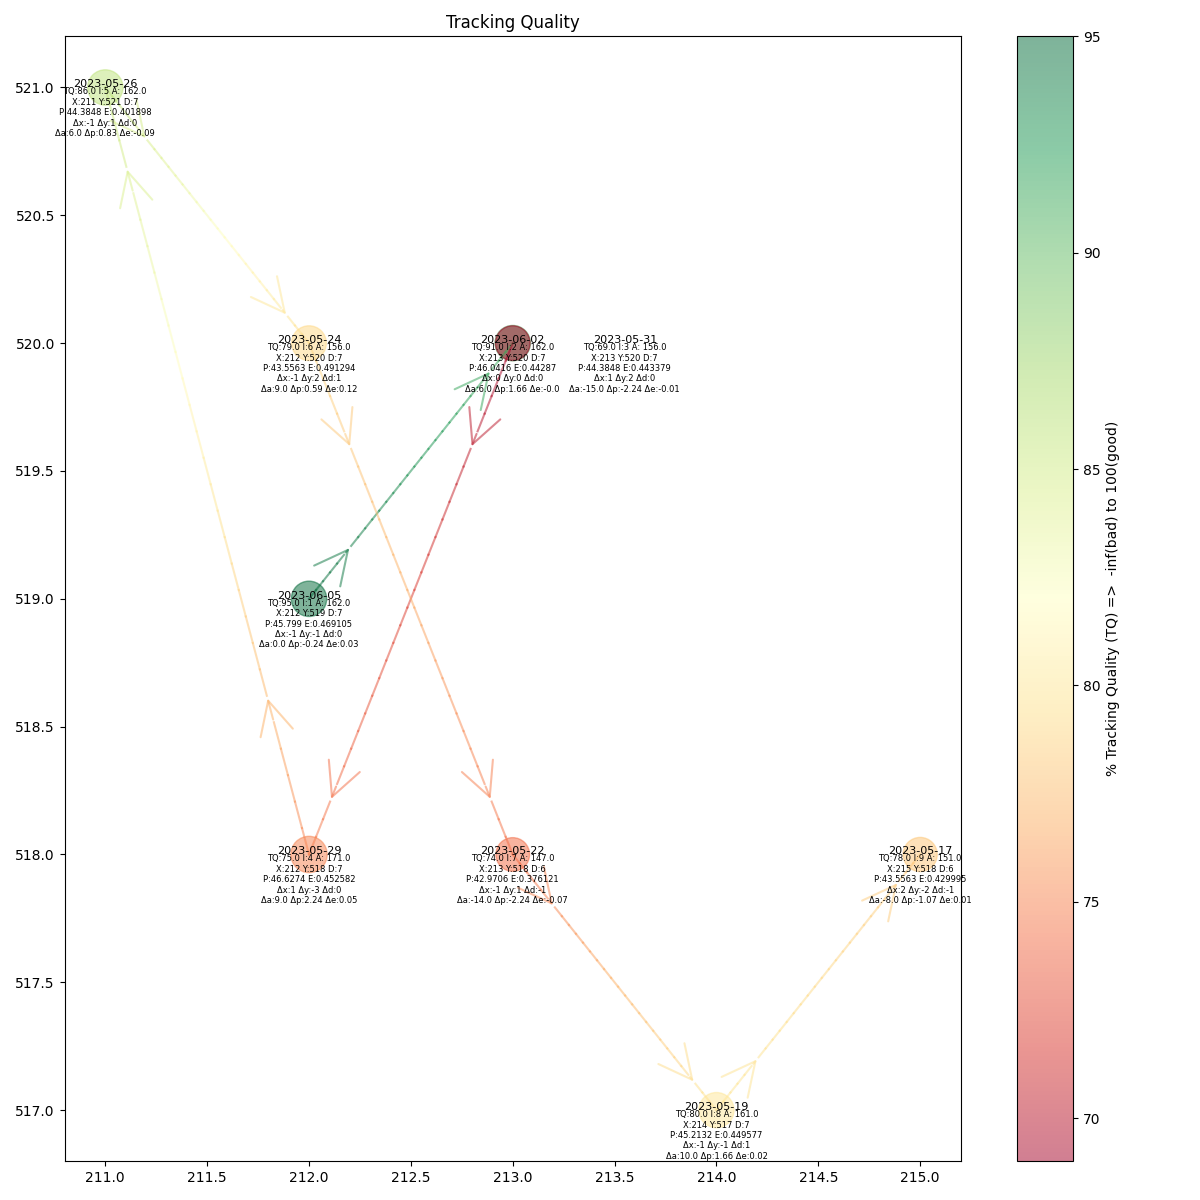 Tracking Quality
521.0
520.5
520.0
519.5
519.0
518.5
518.0
517.5
517.0
2023-05-26
TQ:86.0 I:5 A: 162.0
X:211 Y:521 D:7
P:44.3848 E:0.401898
Δx:-1 Δy:1 Δd:0
Δa:6.0 Δp:0.83 Δe:-0.09
2023-05-24
TQ:79.0 I:6 A: 156.0
X:212 Y:520 D:7
P:43.5563 E:0.491294
Δx:-1 Δy:2 Δd:1
Δa:9.0 Δp:0.59 Δe:0.12
2023-06-02
TQ:91.0 I:2 A: 162.0
X:213 Y:520 D:7
P:46.0416 E:0.44287
Δx:0 Δy:0 Δd:0
Δa:6.0 Δp:1.66 Δe:-0.0
2023-05-31
TQ:69.0 I:3 A: 156.0
X:213 Y:520 D:7
P:44.3848 E:0.443379
Δx:1 Δy:2 Δd:0
Δa:-15.0 Δp:-2.24 Δe:-0.01
2023-06-05
TQ:95.0 I:1 A: 162.0
X:212 Y:519 D:7
P:45.799 E:0.469105
Δx:-1 Δy:-1 Δd:0
Δa:0.0 Δp:-0.24 Δe:0.03
2023-05-29
TQ:75.0 I:4 A: 171.0
X:212 Y:518 D:7
P:46.6274 E:0.452582
Δx:1 Δy:-3 Δd:0
Δa:9.0 Δp:2.24 Δe:0.05
2023-05-22
TQ:74.0 I:7 A: 147.0
X:213 Y:518 D:6
P:42.9706 E:0.376121
Δx:-1 Δy:1 Δd:-1
Δa:-14.0 Δp:-2.24 Δe:-0.07
2023-05-17
TQ:78.0 I:9 A: 151.0
X:215 Y:518 D:6
P:43.5563 E:0.429995
Δx:2 Δy:-2 Δd:-1
Δa:-8.0 Δp:-1.07 Δe:0.01
2023-05-19
TQ:80.0 I:8 A: 161.0
X:214 Y:517 D:7
P:45.2132 E:0.449577
Δx:-1 Δy:-1 Δd:1
Δa:10.0 Δp:1.66 Δe:0.02
211.0 211.5 212.0 212.5 213.0 213.5 214.0 214.5 215.0
95
90
85
80
75
70
% Tracking Quality (TQ) => -inf(bad) to 100(good)